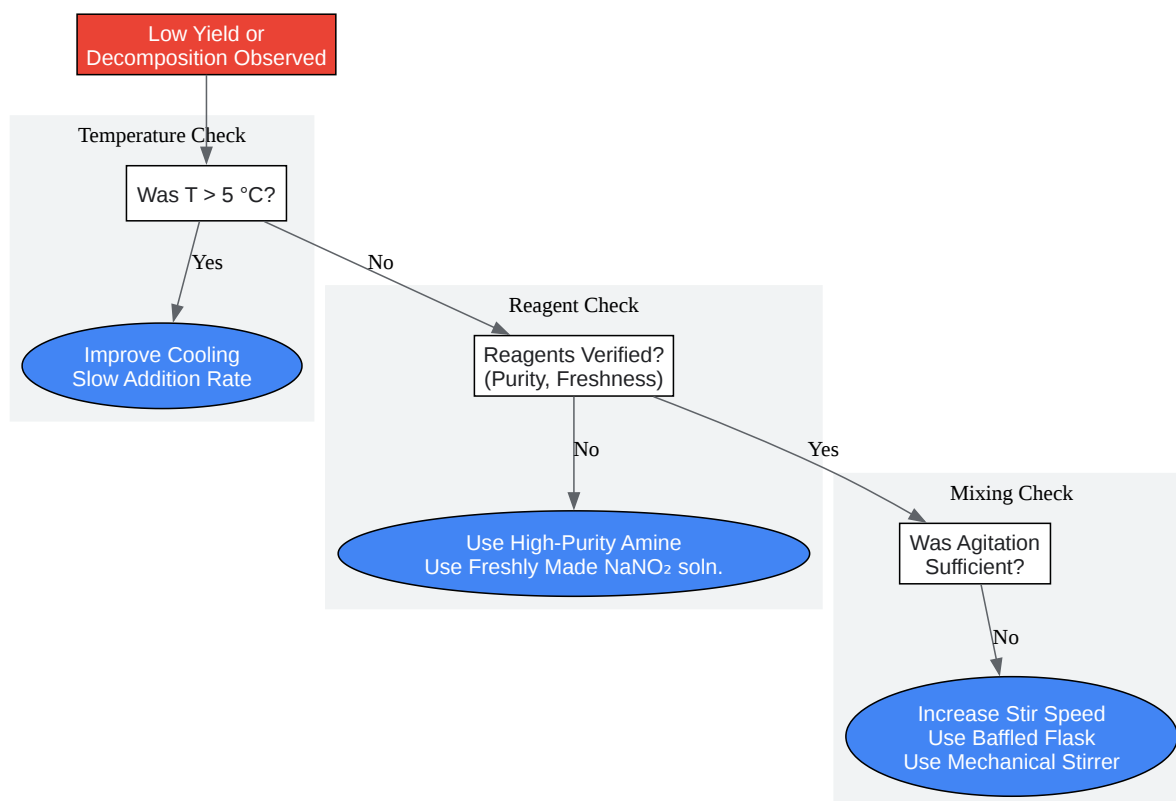 Low Yield or
Decomposition Observed
Temperature Check
Was T > 5 °C?
Yes
No
Improve Cooling
Slow Addition Rate
Reagent Check
Reagents Verified?
(Purity, Freshness)
No
Yes
Use High-Purity Amine
Use Freshly Made NaNO₂ soln.
Mixing Check
Was Agitation
Sufficient?
No
Increase Stir Speed
Use Baffled Flask
Use Mechanical Stirrer